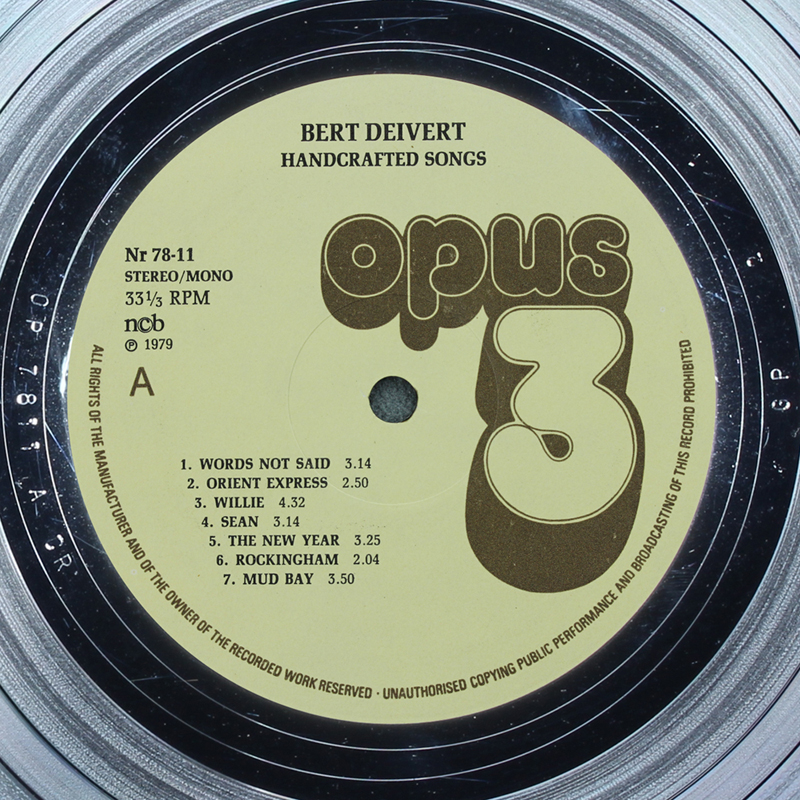 BERT DEIVERT
HANDCRAFTED SONGS
opus
3
Nr 78-11
STEREO/MONO
33⅓ RPM
ncb
℗ 1979
A
1. WORDS NOT SAID 3.14
2. ORIENT EXPRESS 2.50
3. WILLIE 4.32
4. SEAN 3.14
5. THE NEW YEAR 3.25
6. ROCKINGHAM 2.04
7. MUD BAY 3.50
ALL RIGHTS OF THE MANUFACTURER AND OF THE OWNER OF THE RECORDED WORK RESERVED · UNAUTHORISED COPYING PUBLIC PERFORMANCE AND BROADCASTING OF THIS RECORD PROHIBITED
OP 7811 A